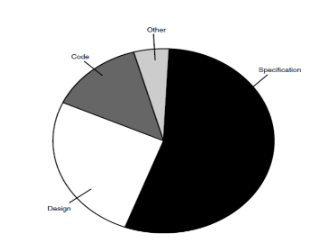 Other
Code
Specification
Design